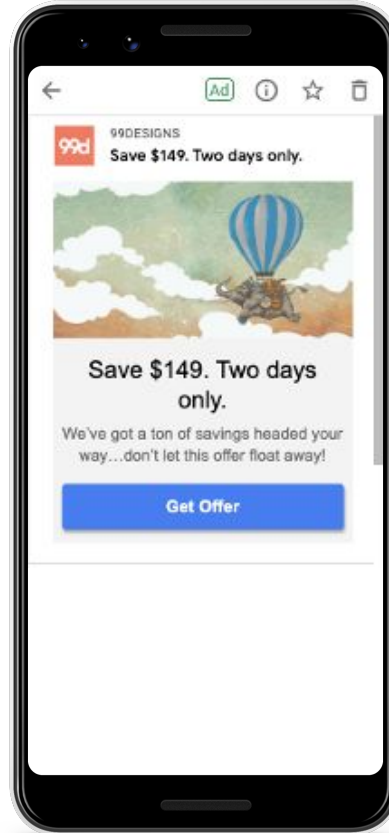 Ad
99d
99DESIGNS
Save $149. Two days only.
Save $149. Two days
only.
We've got a ton of savings headed your
way...don't let this offer float away!
Get Offer